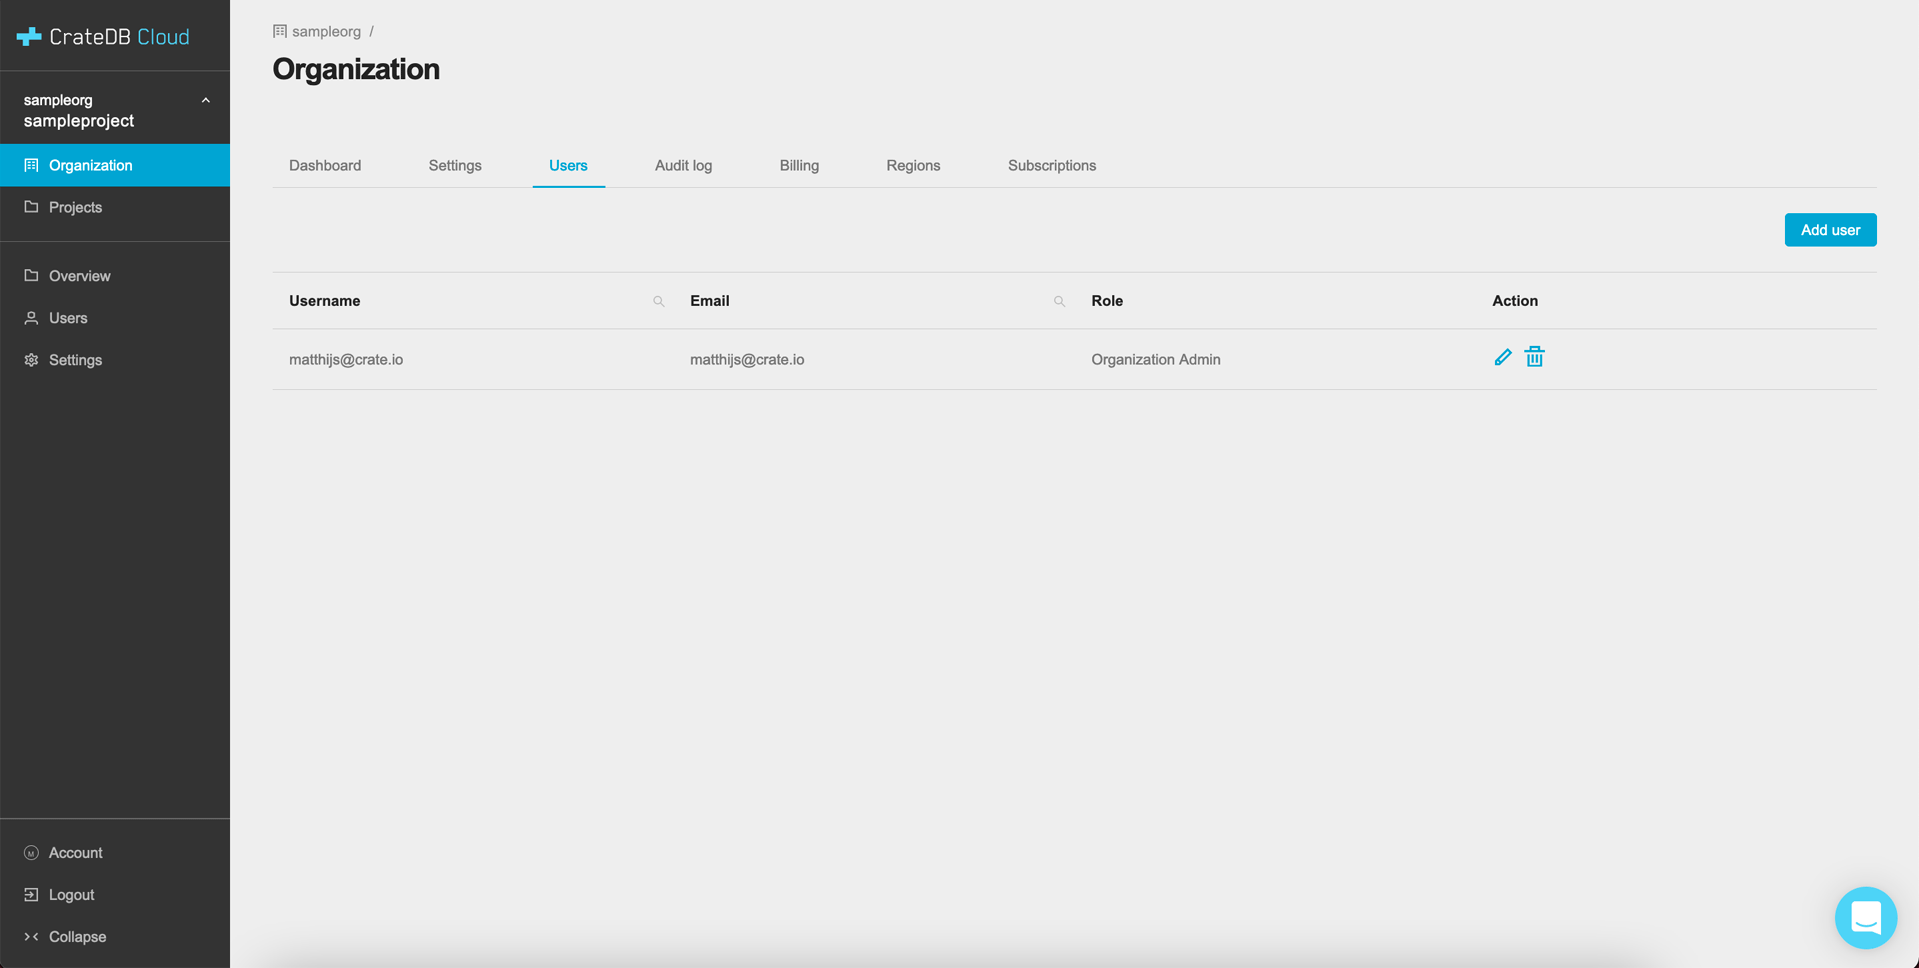 CrateDB Cloud
sampleorg
sampleproject
Organization
Projects
Overview
Users
Settings
Account
Logout
Collapse
sampleorg /
Organization
Dashboard Settings Users Audit log Billing Regions Subscriptions
Add user
Username Email Role Action
matthijs@crate.io matthijs@crate.io Organization Admin